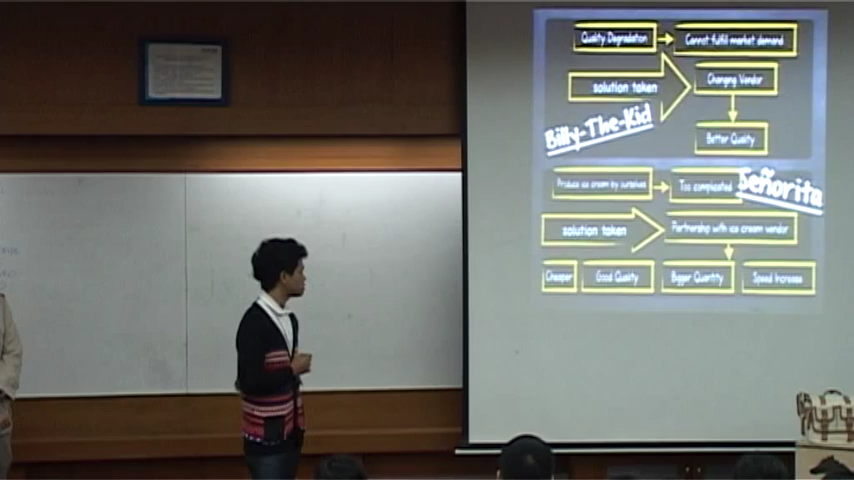 Quality Degradation
Cannot fulfill market demand
solution taken
Changing Vendor
Billy-The-Kid
Better Quality
Produce ice cream by ourselves
Too complicated
Señorita
solution taken
Partnership with ice cream vendor
Cheaper
Good Quality
Bigger Quantity
Speed Increase